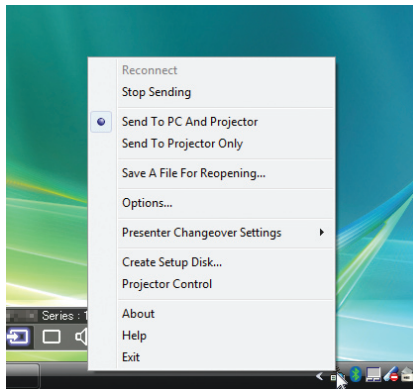 Reconnect
Stop Sending
Send To PC And Projector
Send To Projector Only
Save A File For Reopening...
Options...
Presenter Changeover Settings
Create Setup Disk...
Projector Control
About
Series :
Help
Exit